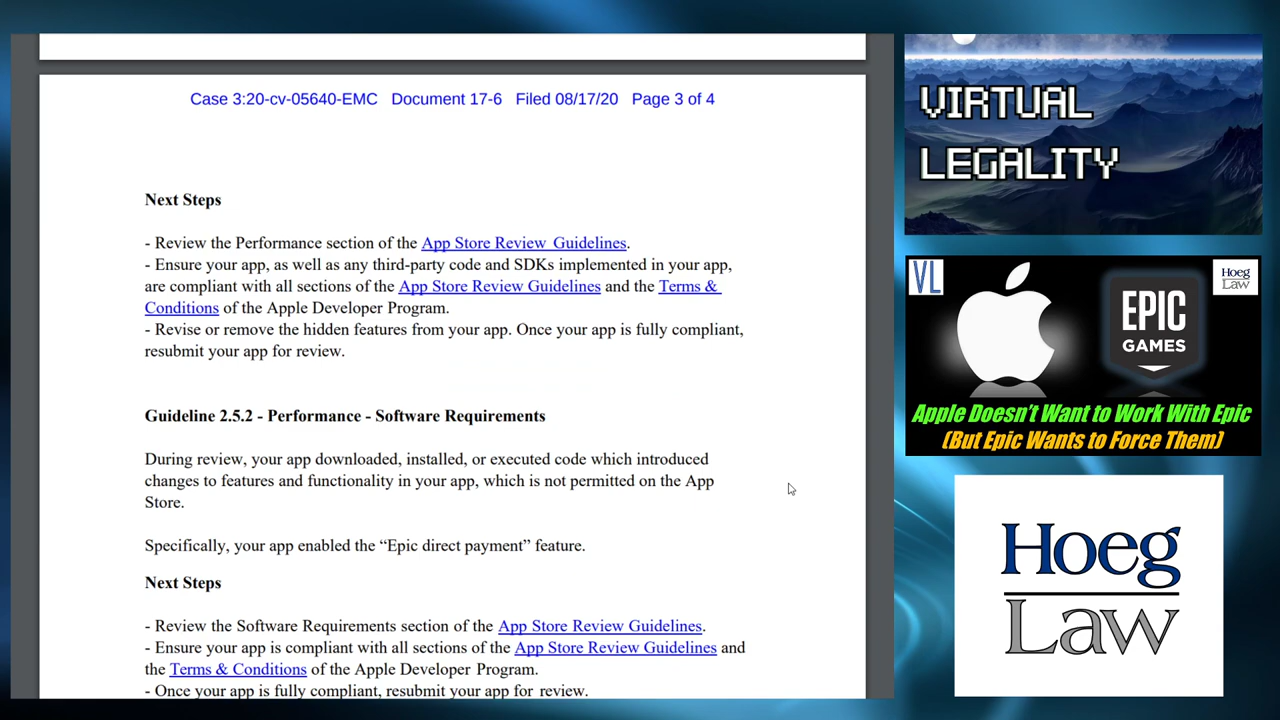 Case 3:20-cv-05640-EMC Document 17-6 Filed 08/17/20 Page 3 of 4
Next Steps
- Review the Performance section of the App Store Review Guidelines.
- Ensure your app, as well as any third-party code and SDKs implemented in your app,
are compliant with all sections of the App Store Review Guidelines and the Terms &
Conditions of the Apple Developer Program.
- Revise or remove the hidden features from your app. Once your app is fully compliant,
resubmit your app for review.
Guideline 2.5.2 - Performance - Software Requirements
During review, your app downloaded, installed, or executed code which introduced
changes to features and functionality in your app, which is not permitted on the App
Store.
Specifically, your app enabled the “Epic direct payment” feature.
Next Steps
- Review the Software Requirements section of the App Store Review Guidelines.
- Ensure your app is compliant with all sections of the App Store Review Guidelines and
the Terms & Conditions of the Apple Developer Program.
- Once your app is fully compliant, resubmit your app for review.
VIRTUAL
LEGALITY
VL
Hoeg
Law
EPIC
GAMES
Apple Doesn't Want to Work With Epic
(But Epic Wants to Force Them)
Hoeg
Law